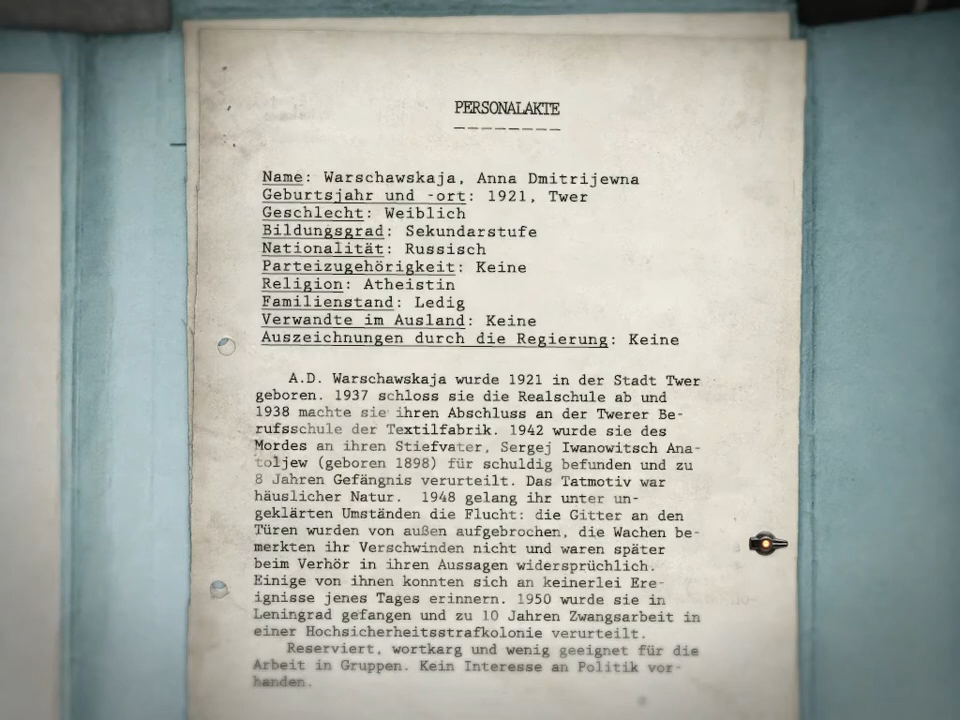 PERSONALAKTE
Name: Warschawskaja, Anna Dmitrijewna
Geburtsjahr und -ort: 1921, Twer
Geschlecht: Weiblich
Bildungsgrad: Sekundarstufe
Nationalität: Russisch
Parteizugehörigkeit: Keine
Religion: Atheistin
Familienstand: Ledig
Verwandte im Ausland: Keine
Auszeichnungen durch die Regierung: Keine
A.D. Warschawskaja wurde 1921 in der Stadt Twer
geboren. 1937 schloss sie die Realschule ab und
1938 machte sie ihren Abschluss an der Twerer Be-
rufsschule der Textilfabrik. 1942 wurde sie des
Mordes an ihren Stiefvater, Sergej Iwanowitsch Ana-
toljew (geboren 1898) für schuldig befunden und zu
8 Jahren Gefängnis verurteilt. Das Tatmotiv war
häuslicher Natur. 1948 gelang ihr unter un-
geklärten Umständen die Flucht: die Gitter an den
Türen wurden von außen aufgebrochen, die Wachen be-
merkten ihr Verschwinden nicht und waren später
beim Verhör in ihren Aussagen widersprüchlich.
Einige von ihnen konnten sich an keinerlei Ere-
ignisse jenes Tages erinnern. 1950 wurde sie in
Leningrad gefangen und zu 10 Jahren Zwangsarbeit in
einer Hochsicherheitsstrafkolonie verurteilt.
Reserviert, wortkarg und wenig geeignet für die
Arbeit in Gruppen. Kein Interesse an Politik vor-
handen.